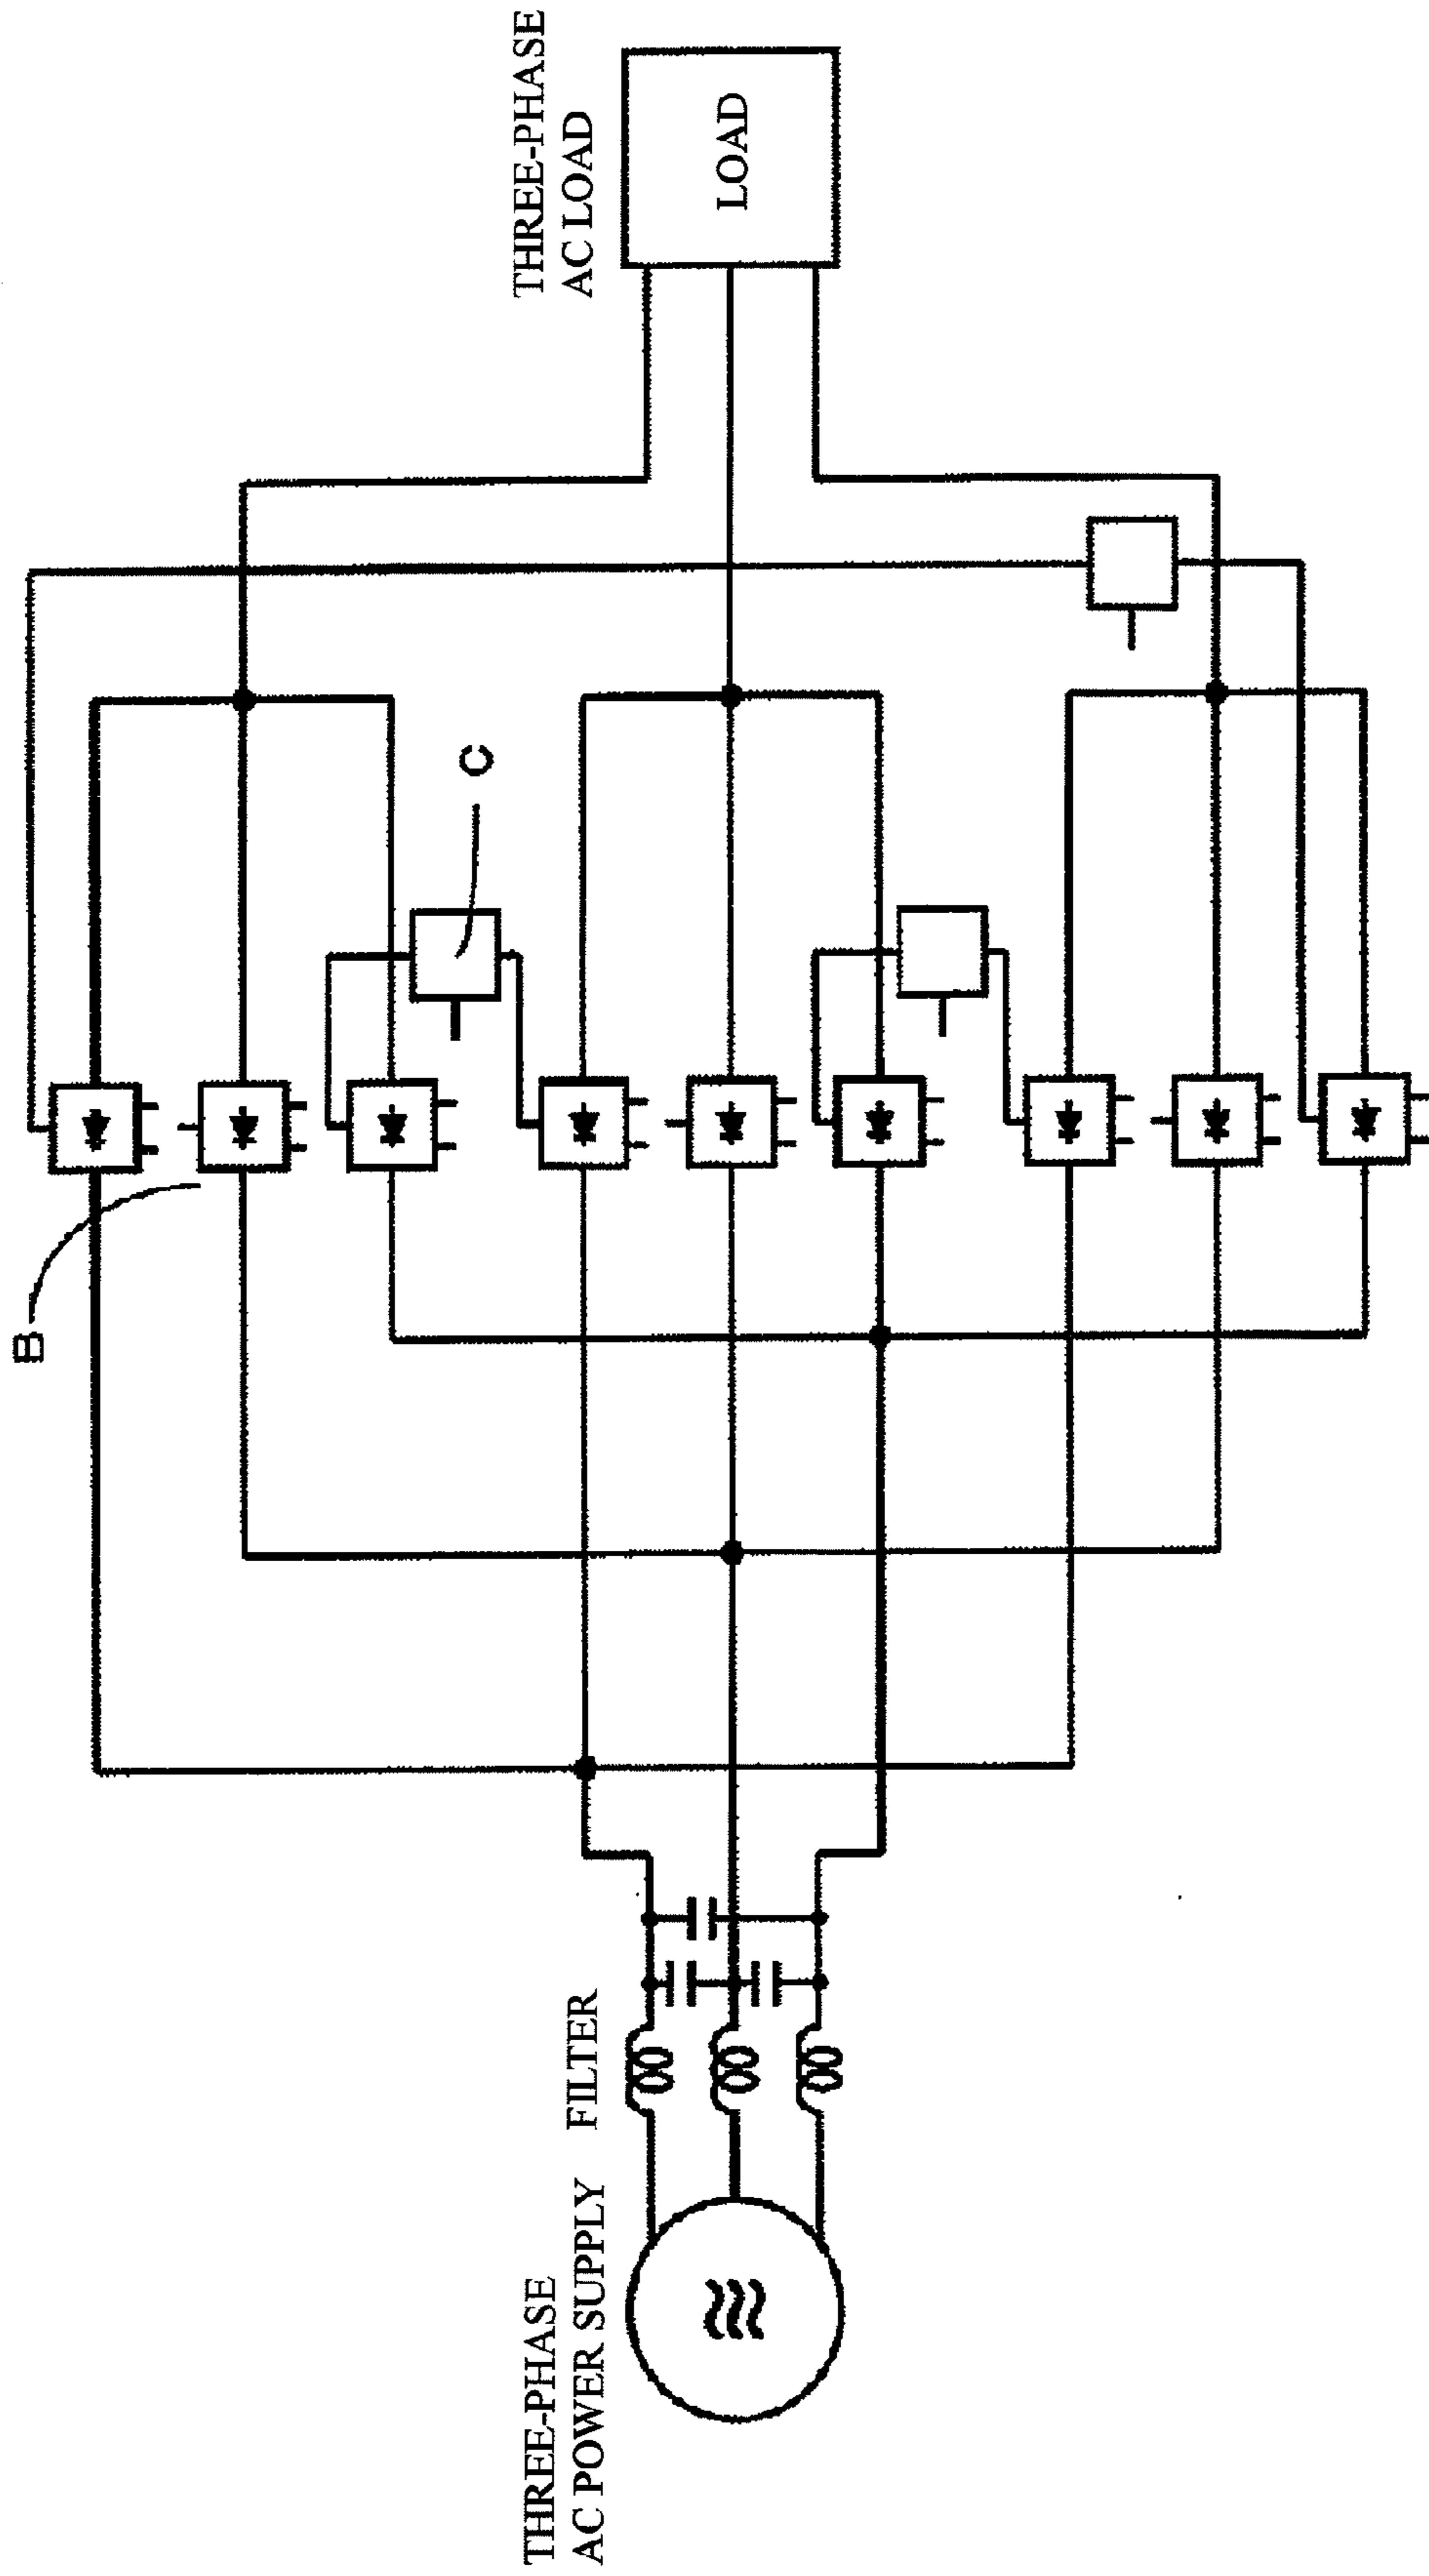 THREE-PHASE
AC POWER SUPPLY
FILTER
B
C
THREE-PHASE
AC LOAD
LOAD